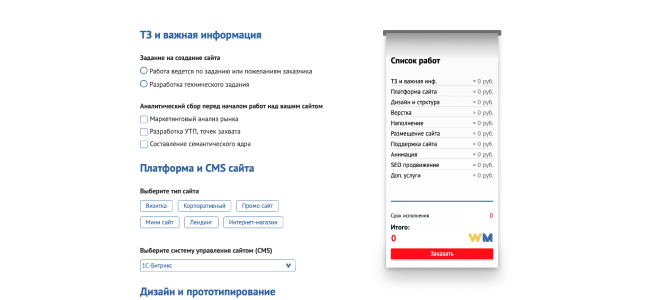 ТЗ и важная информация
Задание на создание сайта
Работа ведется по заданию или пожеланиям заказчика
Разработка технического задания
Аналитический сбор перед началом работ над вашим сайтом
Маркетинговый анализ рынка
Разработка УТП, точек захвата
Составление семантического ядра
Платформа и CMS сайта
Выберите тип сайта
Визитка Корпоративный Промо сайт
Мини сайт Лендинг Интернет-магазин
Выберите систему управления сайтом (CMS)
1С-Битрикс
Дизайн и прототипирование
Список работ
ТЗ и важная инф. = 0 руб.
Платформа сайта = 0 руб.
Дизайн и стрктура = 0 руб.
Верстка = 0 руб.
Наполнение = 0 руб.
Размещение сайта = 0 руб.
Поддержка сайта = 0 руб.
Анимация = 0 руб.
SEO продвижение = 0 руб.
Доп. услуги = 0 руб.
Срок исполнения 0
Итого:
0 WM
Заказать